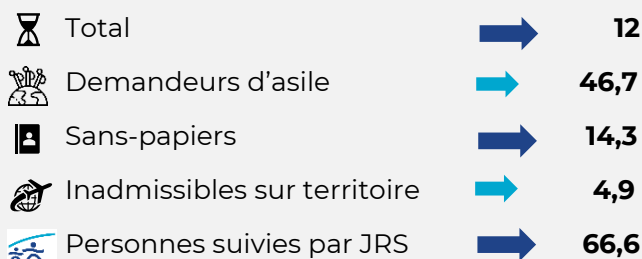 Total 12
Demandeurs d’asile 46,7
Sans-papiers 14,3
Inadmissibles sur territoire 4,9
Personnes suivies par JRS 66,6